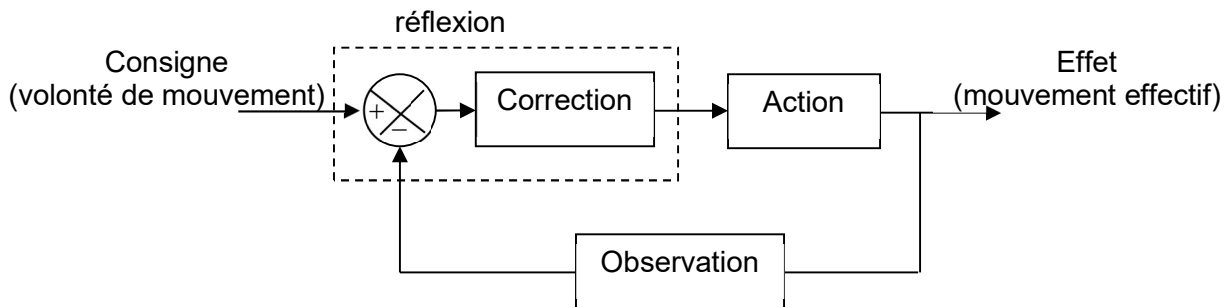 réflexion
Consigne
(volonté de mouvement)
+
−
Correction
Action
Effet
(mouvement effectif)
Observation